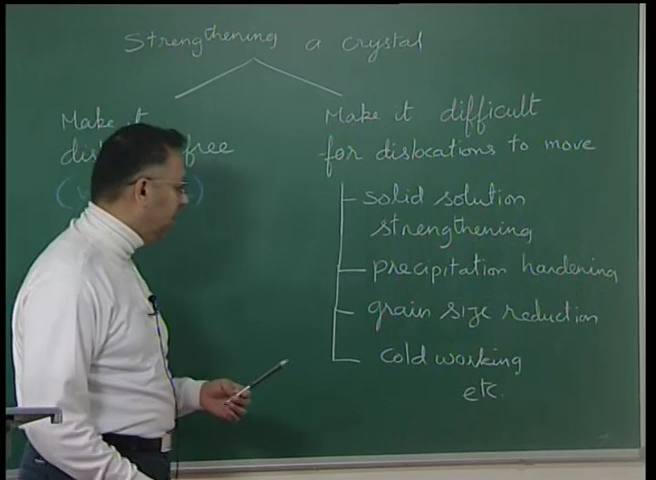 Strengthening a crystal
Make it
free
Make it difficult
for dislocations to move
solid solution
strengthening
precipitation hardening
grain size reduction
cold working
etc.